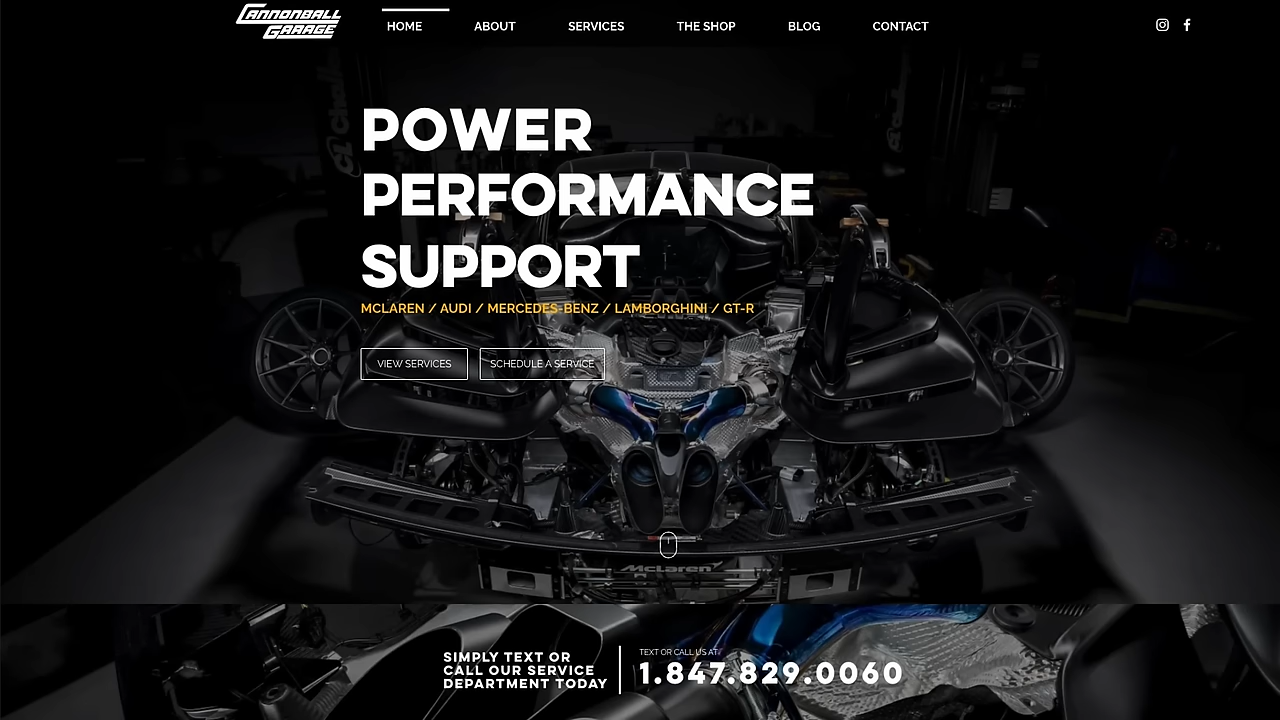 CANNONBALL
GARAGE
HOME
ABOUT
SERVICES
THE SHOP
BLOG
CONTACT
POWER
PERFORMANCE
SUPPORT
MCLAREN / AUDI / MERCEDES-BENZ / LAMBORGHINI / GT-R
VIEW SERVICES
SCHEDULE A SERVICE
McLaren
SIMPLY TEXT OR
CALL OUR SERVICE
DEPARTMENT TODAY
TEXT OR CALL US AT:
1.847.829.0060